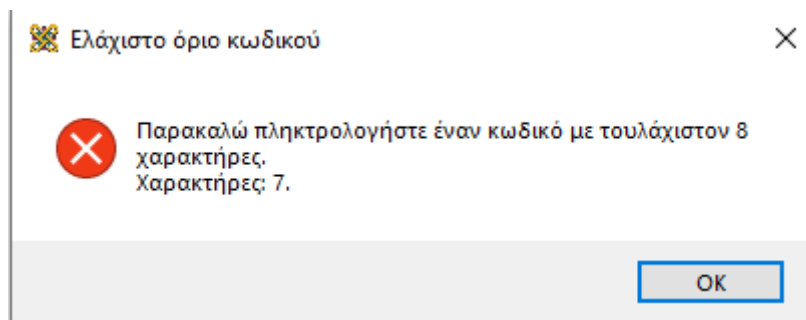 Ελάχιστο όριο κωδικού
Παρακαλώ πληκτρολογήστε έναν κωδικό με τουλάχιστον 8
χαρακτήρες.
Χαρακτήρες: 7.
OK